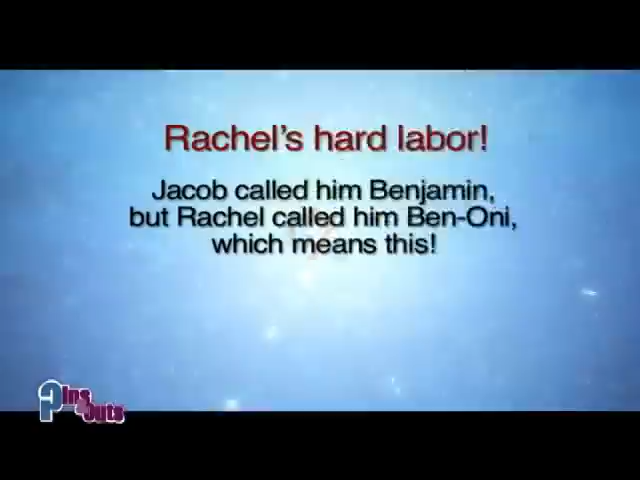 Rachel's hard labor!
Jacob called him Benjamin,
but Rachel called him Ben-Oni,
which means this!
Ins
&Outs